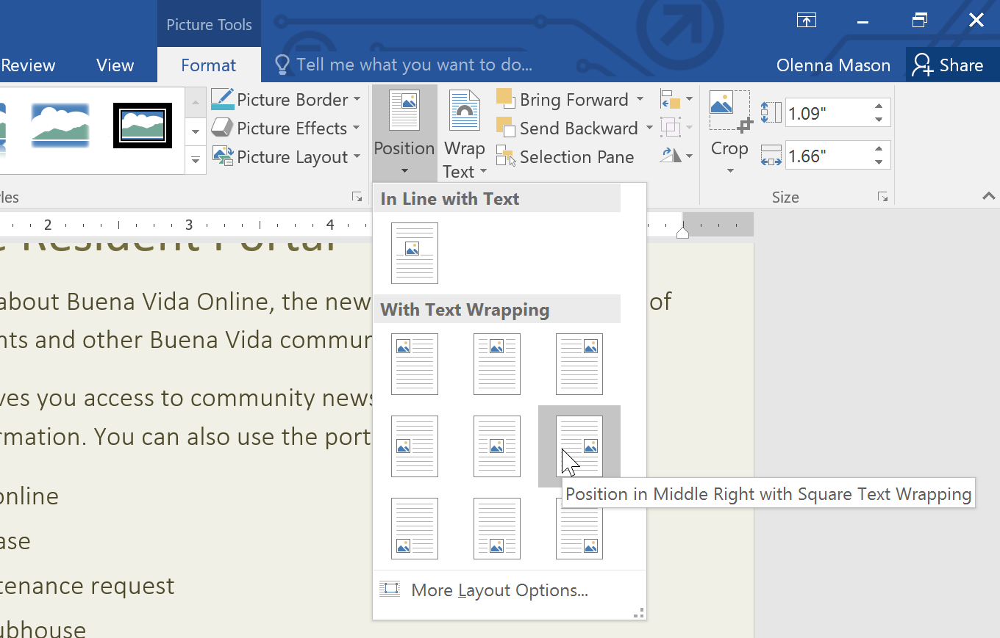 Picture Tools
Review View Format Tell me what you want to do... Olenna Mason Share
Picture Border
Picture Effects
Picture Layout
Position
Wrap
Text
Bring Forward
Send Backward
Selection Pane
Crop
1.09"
1.66"
les
Size
2 3 4
e Resident Portal
In Line with Text
With Text Wrapping
about Buena Vida Online, the new of
nts and other Buena Vida commun
ves you access to community news
rmation. You can also use the port
online
ase
tenance request
ubhouse
Position in Middle Right with Square Text Wrapping
More Layout Options...